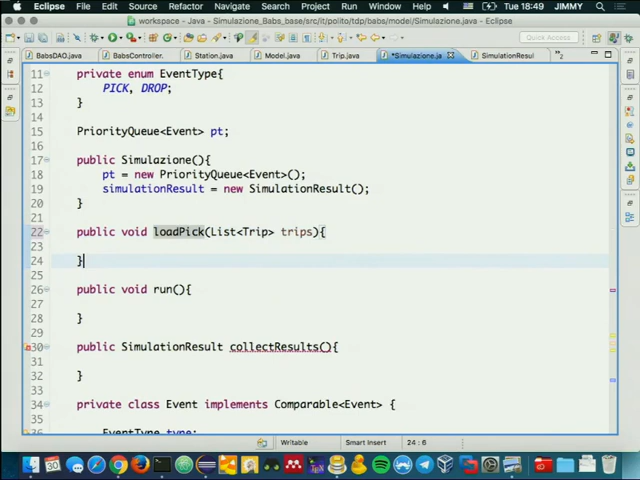 Eclipse File Edit Source Refactor Navigate Search Project Run Window Help Tue 18:49 JIMMY
workspace - Java - Simulazione_Babs_base/src/it/polito/tdp/babs/model/Simulazione.java - Eclipse
Quick Access
BabsDAO.java BabsController. Station.java Model.java Trip.java *Simulazione.ja SimulationResul »2
11 private enum EventType{
12 PICK, DROP;
13 }
14
15 PriorityQueue<Event> pt;
16
17 public Simulazione(){
18 pt = new PriorityQueue<Event>();
19 simulationResult = new SimulationResult();
20 }
21
22 public void loadPick(List<Trip> trips){
23
24 }
25
26 public void run(){
27
28 }
29
30 public SimulationResult collectResults(){
31
32 }
33
34 private class Event implements Comparable<Event> {
35
36 EventType type;
Writable Smart Insert 24 : 6